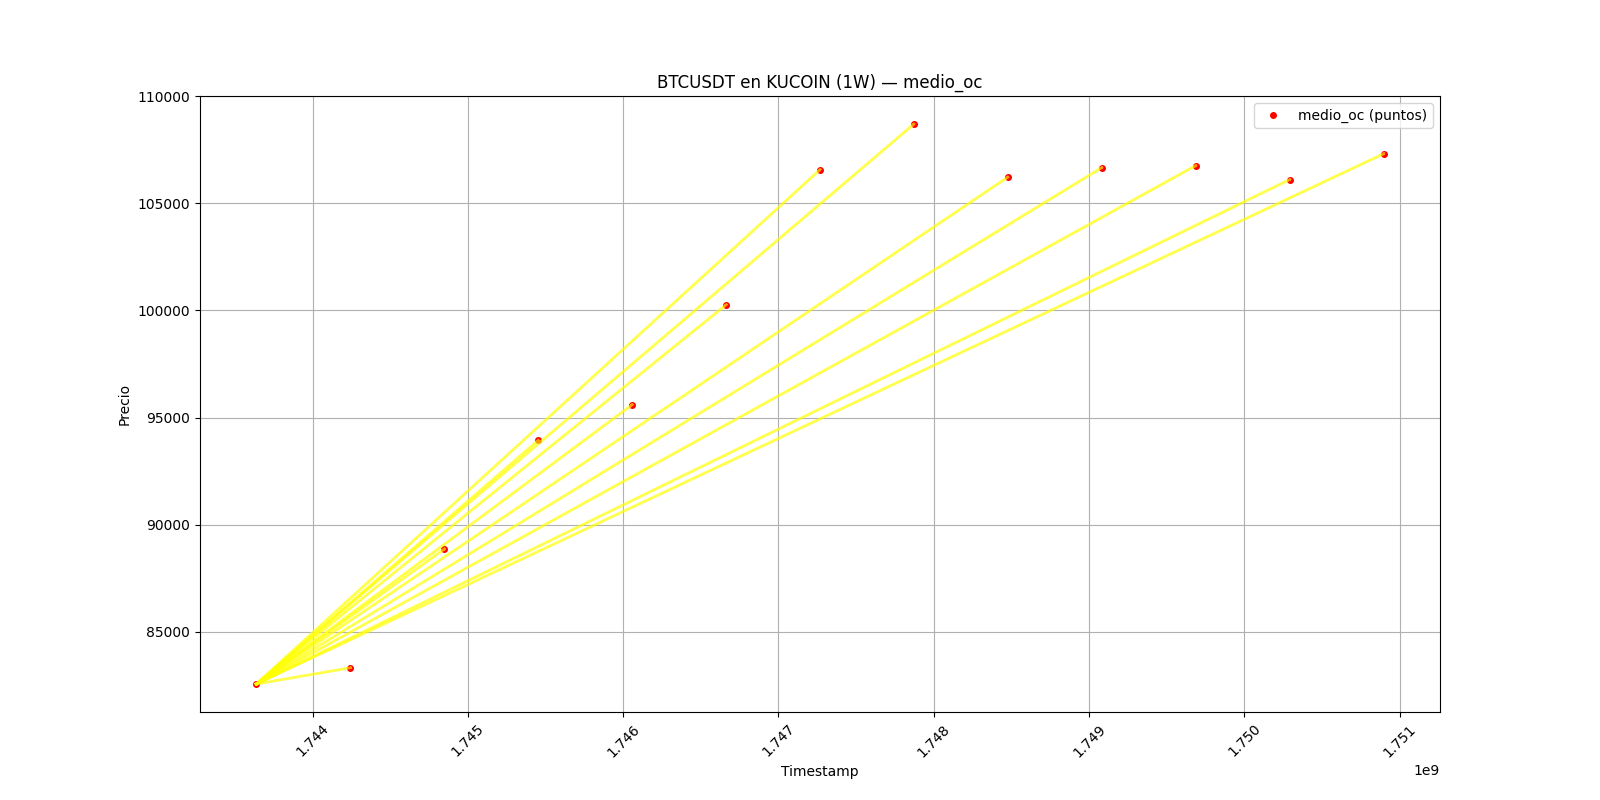 BTCUSDT en KUCOIN (1W) — medio_oc
medio_oc (puntos)
110000
105000
100000
95000
90000
85000
Precio
1.744
1.745
1.746
1.747
1.748
1.749
1.750
1.751
1e9
Timestamp